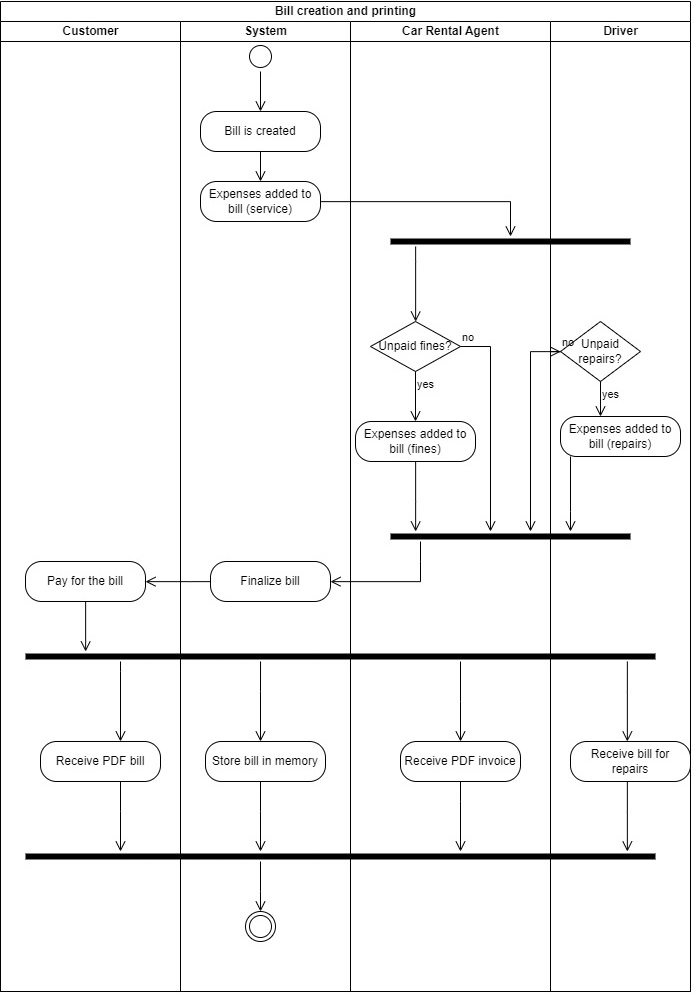 Bill creation and printing
Customer
System
Car Rental Agent
Driver
Bill is created
Expenses added to
bill (service)
Unpaid fines?
no
no
Unpaid
repairs?
yes
yes
Expenses added to
bill (fines)
Expenses added to
bill (repairs)
Pay for the bill
Finalize bill
Receive PDF bill
Store bill in memory
Receive PDF invoice
Receive bill for
repairs